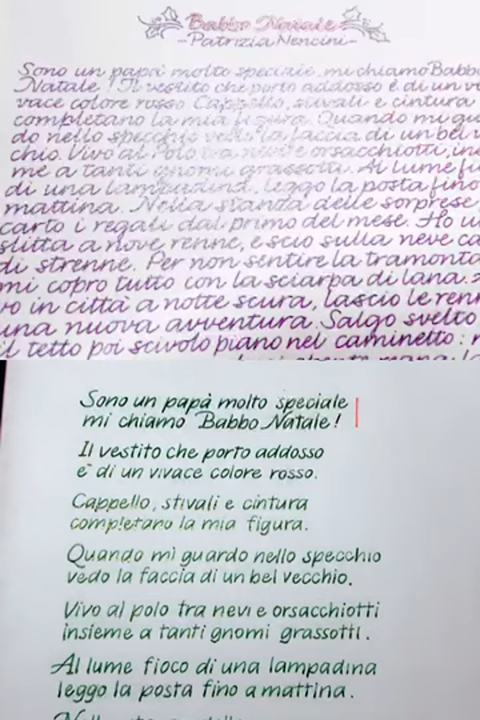 Babbo Natale
-Patrizia Nencini-
Sono un papà molto speciale, mi chiamo Babbo
Natale! Il vestito che porto addosso è di un vi
vace colore rosso. Cappello, stivali e cintura
completano la mia figura. Quando mi gu
do nello specchio vedo la faccia di un bel v
chio. Vivo al Polo tra nevi e orsacchiotti, in
me a tanti gnomi grassotti. Al lume fi
di una lampadina, leggo la posta fino
mattina. Nella stanza delle sorprese
carto i regali dal primo del mese. Ho u
slitta a nove renne, e scio sulla neve ca
di strenne. Per non sentire la tramonta
mi copro tutto con la sciarpa di lana.
vo in città a notte scura, lascio le renn
una nuova avventura. Salgo svelto
il tetto poi scivolo piano nel caminetto:
Sono un papà molto speciale
mi chiamo Babbo Natale!
Il vestito che porto addosso
è di un vivace colore rosso.
Cappello, stivali e cintura
completano la mia figura.
Quando mi guardo nello specchio
vedo la faccia di un bel vecchio.
Vivo al polo tra nevi e orsacchiotti
insieme a tanti gnomi grassotti.
Al lume fioco di una lampadina
leggo la posta fino a mattina.